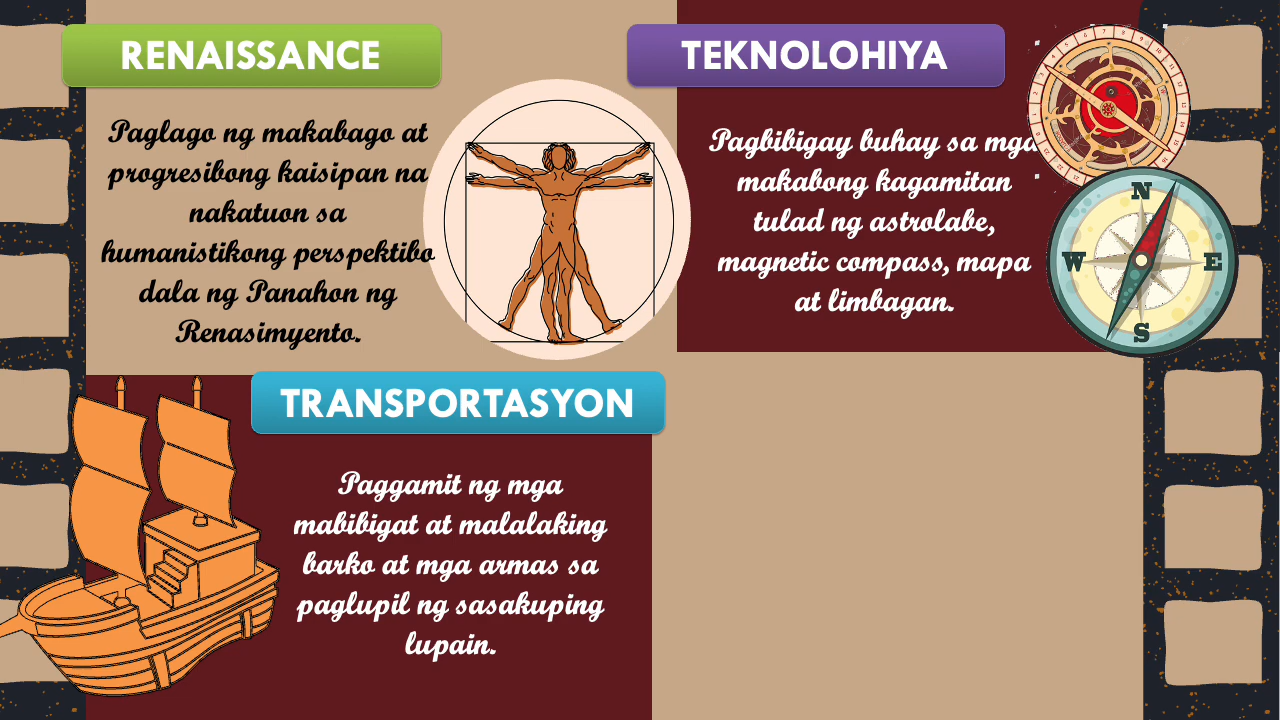 RENAISSANCE
Paglago ng makabago at
progresibong kaisipan na
nakatuon sa
humanistikong perspektibo
dala ng Panahon ng
Renasimyento.
TEKNOLOHIYA
Pagbibigay buhay sa mga
makabong kagamitan
tulad ng astrolabe,
magnetic compass, mapa
at limbagan.
N
W
E
S
TRANSPORTASYON
Paggamit ng mga
mabibigat at malalaking
barko at mga armas sa
paglupil ng sasakuping
lupain.